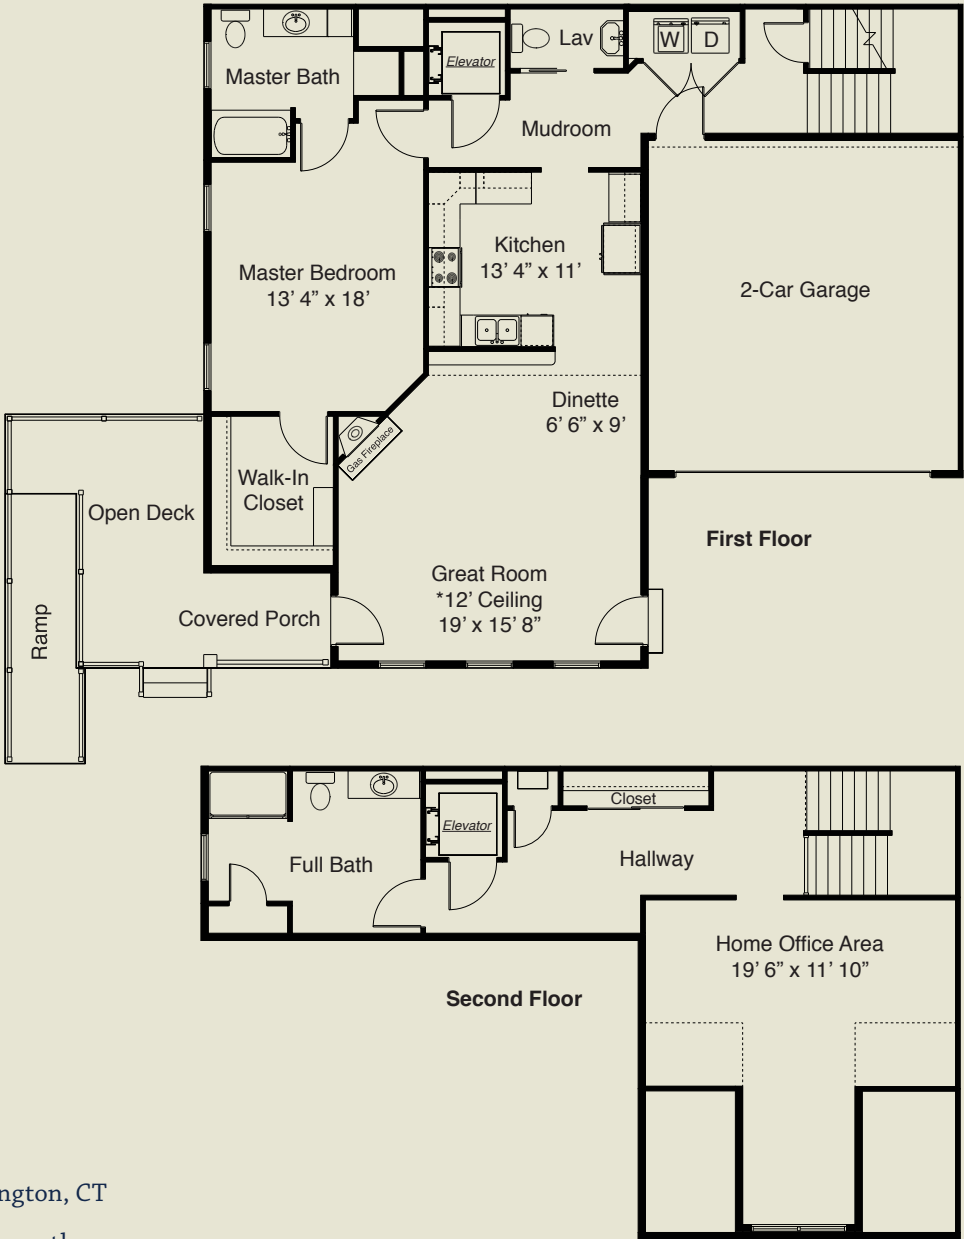 Lav
W
D
Elevator
Master Bath
Mudroom
Kitchen
13’ 4” x 11’
Master Bedroom
13’ 4” x 18’
2-Car Garage
Dinette
6’ 6” x 9’
Gas Fireplace
Walk-In
Closet
Open Deck
First Floor
Great Room
*12’ Ceiling
19’ x 15’ 8”
Covered Porch
Ramp
Closet
Elevator
Full Bath
Hallway
Home Office Area
19’ 6” x 11’ 10”
Second Floor
ngton, CT